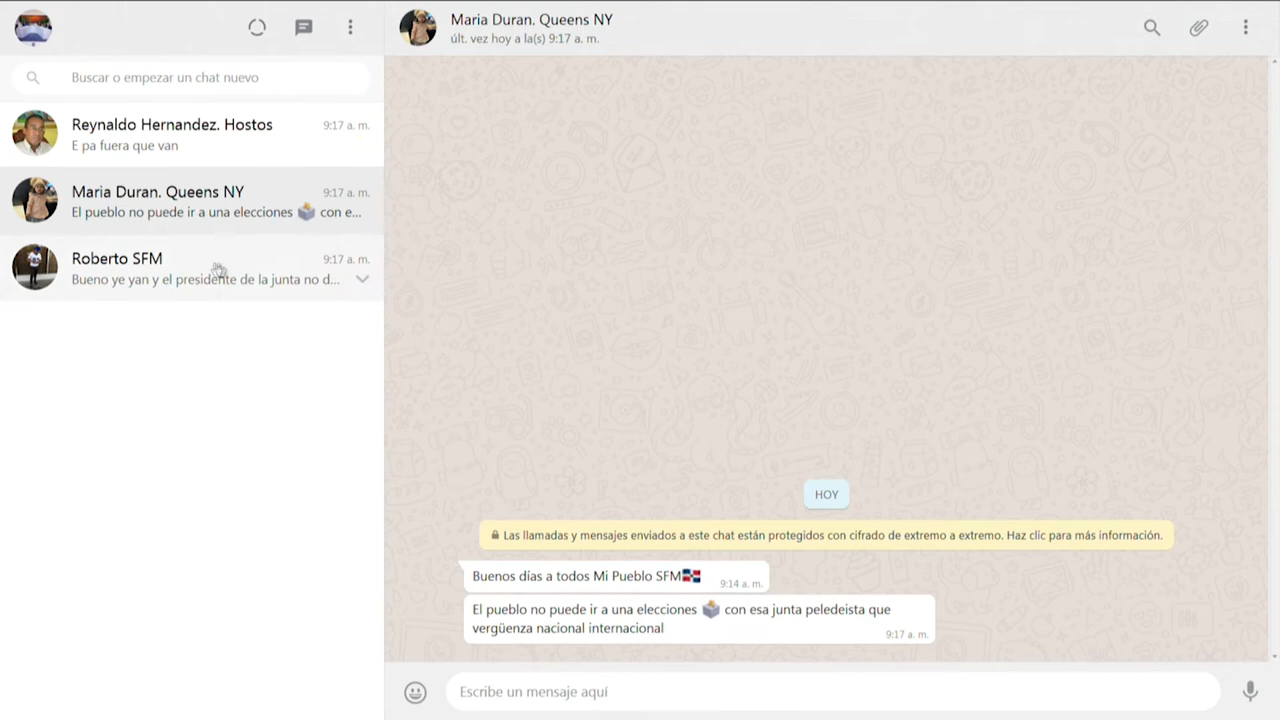 Buscar o empezar un chat nuevo
Reynaldo Hernandez. Hostos
9:17 a. m.
E pa fuera que van
Maria Duran. Queens NY
9:17 a. m.
El pueblo no puede ir a una elecciones 🗳️ con e...
Roberto SFM
9:17 a. m.
Bueno ye yan y el presidente de la junta no d...
Maria Duran. Queens NY
últ. vez hoy a la(s) 9:17 a. m.
HOY
Las llamadas y mensajes enviados a este chat están protegidos con cifrado de extremo a extremo. Haz clic para más información.
Buenos días a todos Mi Pueblo SFM🇩🇴
9:14 a. m.
El pueblo no puede ir a una elecciones 🗳️ con esa junta peledeista que
vergüenza nacional internacional
9:17 a. m.
Escribe un mensaje aquí